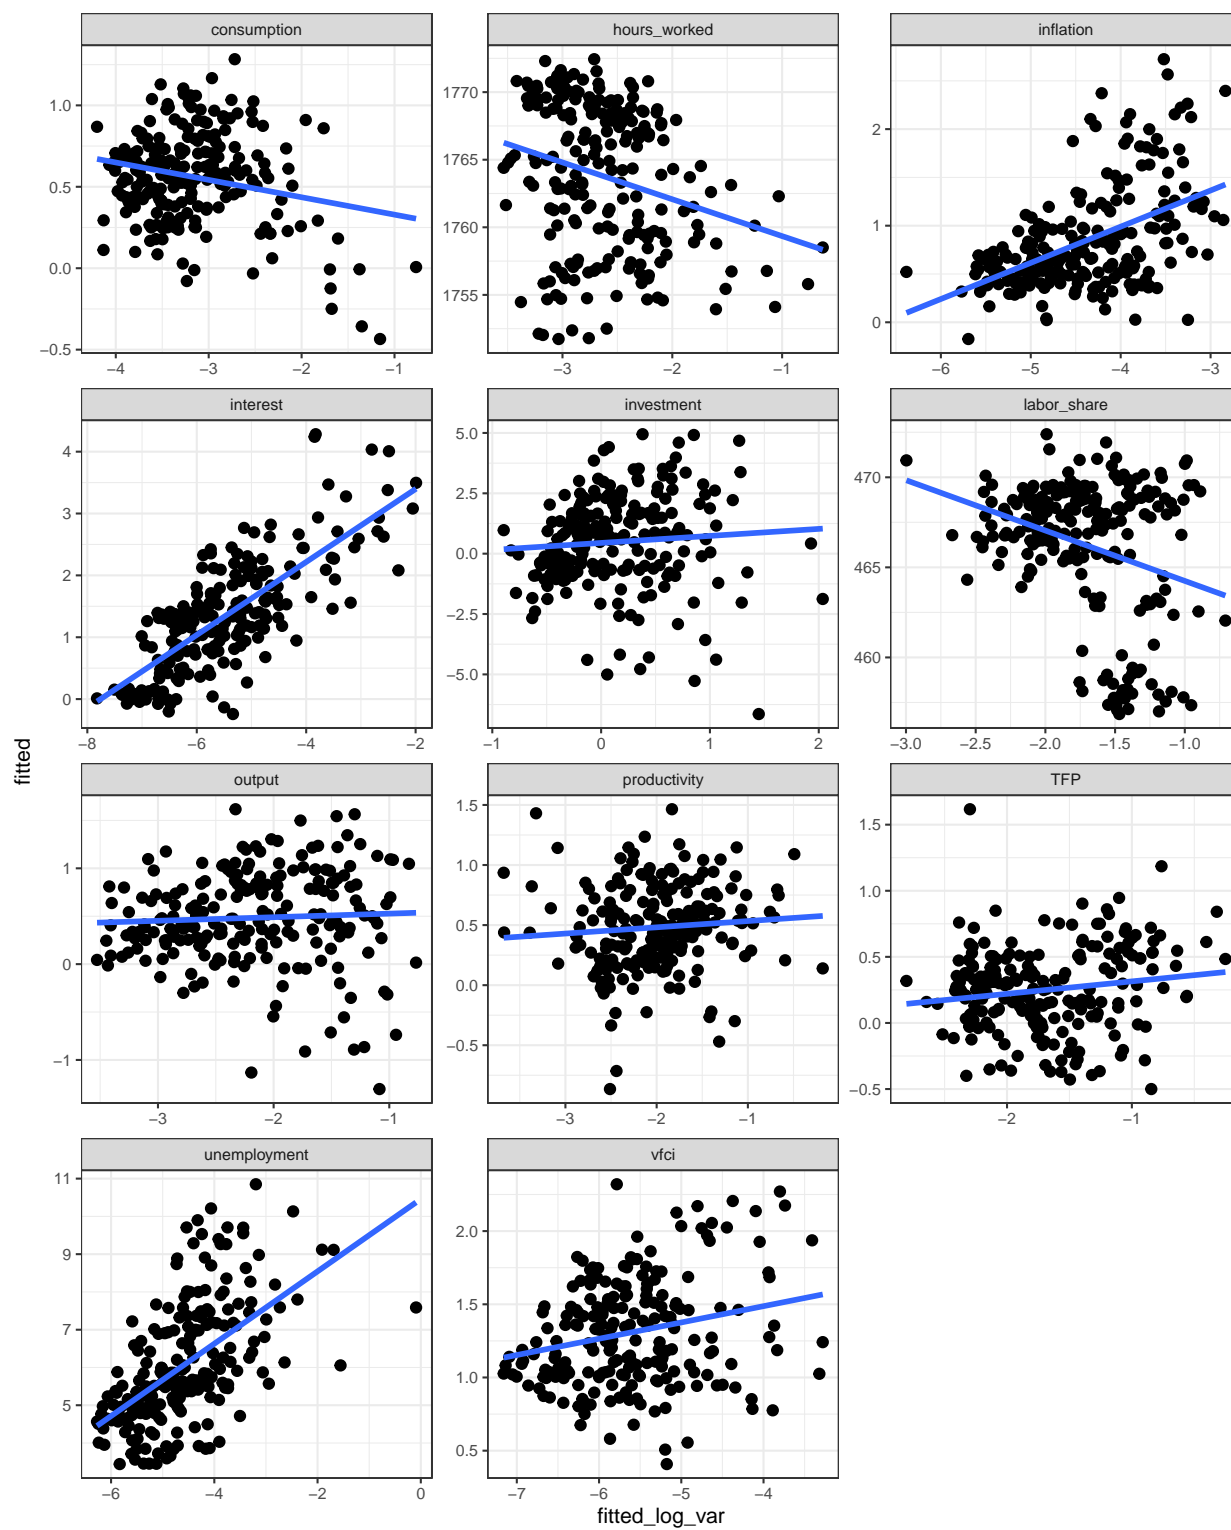 consumption hours_worked inflation
1.0
0.5
0.0
−0.5
−4 −3 −2 −1
1770
1765
1760
1755
−3 −2 −1
2
1
0
−6 −5 −4 −3
interest investment labor_share
4
3
2
1
0
−8 −6 −4 −2
5.0
2.5
0.0
−2.5
−5.0
−1 0 1 2
470
465
460
−3.0 −2.5 −2.0 −1.5 −1.0
fitted
output productivity TFP
1
0
−1
−3 −2 −1
1.5
1.0
0.5
0.0
−0.5
−3 −2 −1
1.5
1.0
0.5
0.0
−0.5
−2 −1
unemployment vfci
11
9
7
5
−6 −4 −2 0
2.0
1.5
1.0
0.5
−7 −6 −5 −4
fitted_log_var